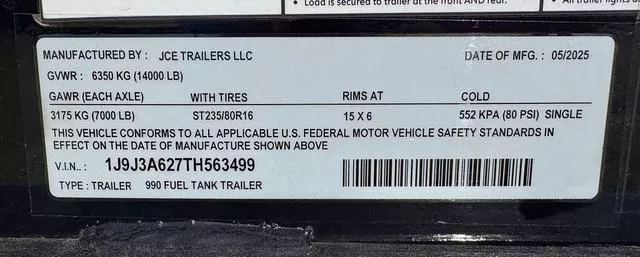 • Load is secured to trailer at the front AND rear.
MANUFACTURED BY : JCE TRAILERS LLC DATE OF MFG. : 05/2025
GVWR : 6350 KG (14000 LB)
GAWR (EACH AXLE) WITH TIRES RIMS AT COLD
3175 KG (7000 LB) ST235/80R16 15 X 6 552 KPA (80 PSI) SINGLE
THIS VEHICLE CONFORMS TO ALL APPLICABLE U.S. FEDERAL MOTOR VEHICLE SAFETY STANDARDS IN
EFFECT ON THE DATE OF MANUFACTURE SHOWN ABOVE
V.I.N. : 1J9J3A627TH563499
TYPE : TRAILER 990 FUEL TANK TRAILER